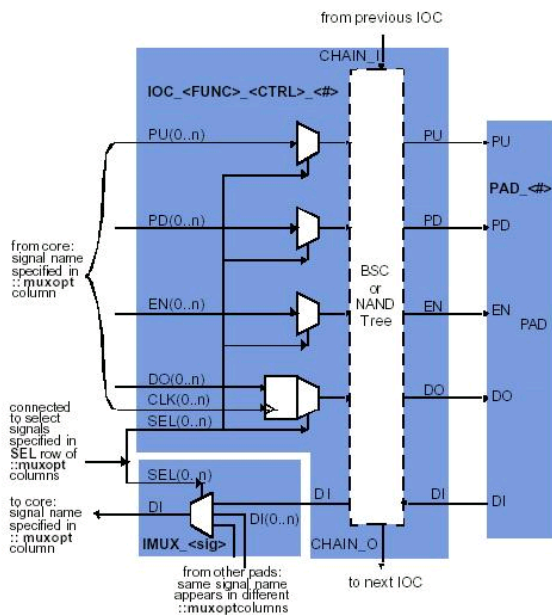 from previous IOC
CHAIN_I
IOC_<FUNC>_<CTRL>_<#>
PU(0..n)
PU
PU
PAD_<#>
PD(0..n)
PD
PD
from core:
signal name
specified in
::muxopt
column
BSC
or
NAND
Tree
EN(0..n)
EN
EN
PAD
DO(0..n)
DO
DO
CLK(0..n)
SEL(0..n)
connected
to select
signals
specified in
SEL row of
::muxopt
columns
SEL(0..n)
DI
DI
DI
to core:
signal name
specified in
:: muxopt
column
DI
DI(0..n)
IMUX_<sig>
CHAIN_O
from other pads:
same signal name
appears in different
::muxoptcolumns
to next IOC